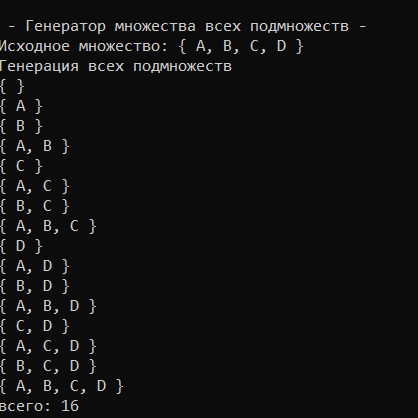 - Генератор множества всех подмножеств -
Исходное множество: { A, B, C, D }
Генерация всех подмножеств
{ }
{ A }
{ B }
{ A, B }
{ C }
{ A, C }
{ B, C }
{ A, B, C }
{ D }
{ A, D }
{ B, D }
{ A, B, D }
{ C, D }
{ A, C, D }
{ B, C, D }
{ A, B, C, D }
всего: 16